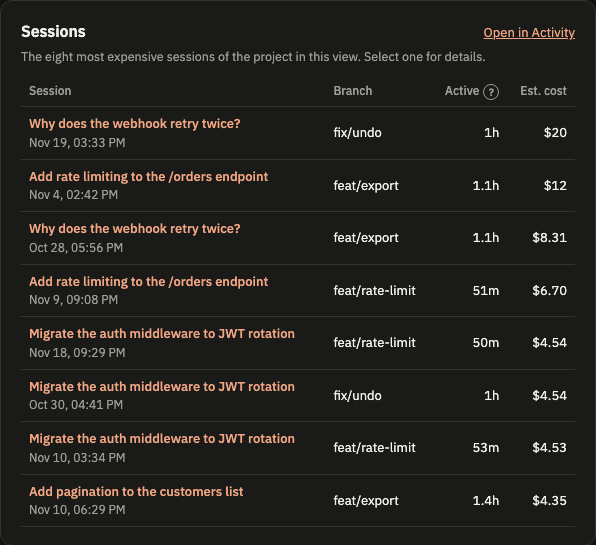 Sessions
Open in Activity
The eight most expensive sessions of the project in this view. Select one for details.
Session Branch Active ? Est. cost
Why does the webhook retry twice?
Nov 19, 03:33 PM
fix/undo 1h $20
Add rate limiting to the /orders endpoint
Nov 4, 02:42 PM
feat/export 1.1h $12
Why does the webhook retry twice?
Oct 28, 05:56 PM
feat/export 1.1h $8.31
Add rate limiting to the /orders endpoint
Nov 9, 09:08 PM
feat/rate-limit 51m $6.70
Migrate the auth middleware to JWT rotation
Nov 18, 09:29 PM
feat/rate-limit 50m $4.54
Migrate the auth middleware to JWT rotation
Oct 30, 04:41 PM
fix/undo 1h $4.54
Migrate the auth middleware to JWT rotation
Nov 10, 03:34 PM
feat/rate-limit 53m $4.53
Add pagination to the customers list
Nov 10, 06:29 PM
feat/export 1.4h $4.35